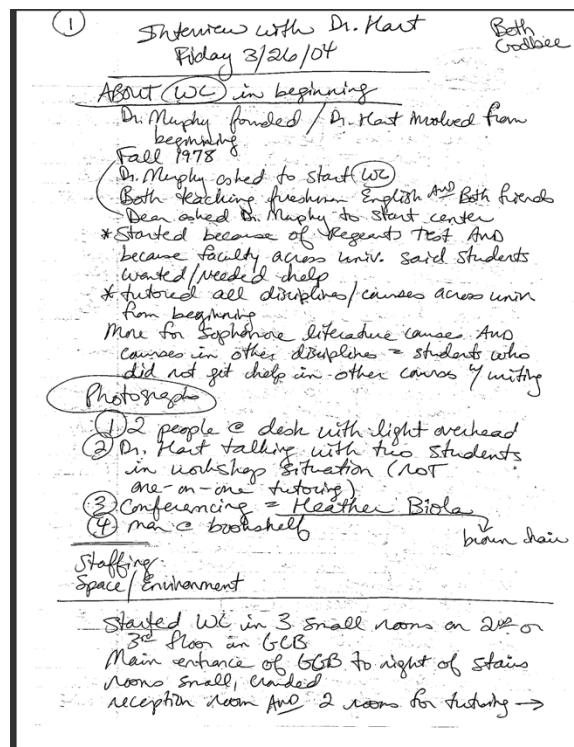 1
Interview with Dr. Hart
Friday 3/26/04
Beth
Godbee
ABOUT WC in beginning
Dr. Murphy founded / Dr. Hart involved from
beginning
Fall 1978
Dr. Murphy asked to start WC
Both teaching freshman English AND Both friends
Dean asked Dr. Murphy to start center
* Started because of Regents Test AND
because faculty across univ. said students
wanted/needed help
* tutored all disciplines/courses across univ
from beginning
More for Sophomore literature courses AND
courses in other disciplines = students who
did not get help in other courses w/ writing
Photographs
1 2 people @ desk with light overhead
2 Dr. Hart talking with two students
in workshop situation (not
one-on-one tutoring)
3 Conferencing = Heather Biola
4 man @ bookshelf
brown chair
Staffing
Space/Environment
Started WC in 3 small rooms on 2nd or
3rd floor in GCB
Main entrance of GCB to right of stairs
rooms small, crowded
reception room AND 2 rooms for tutoring →